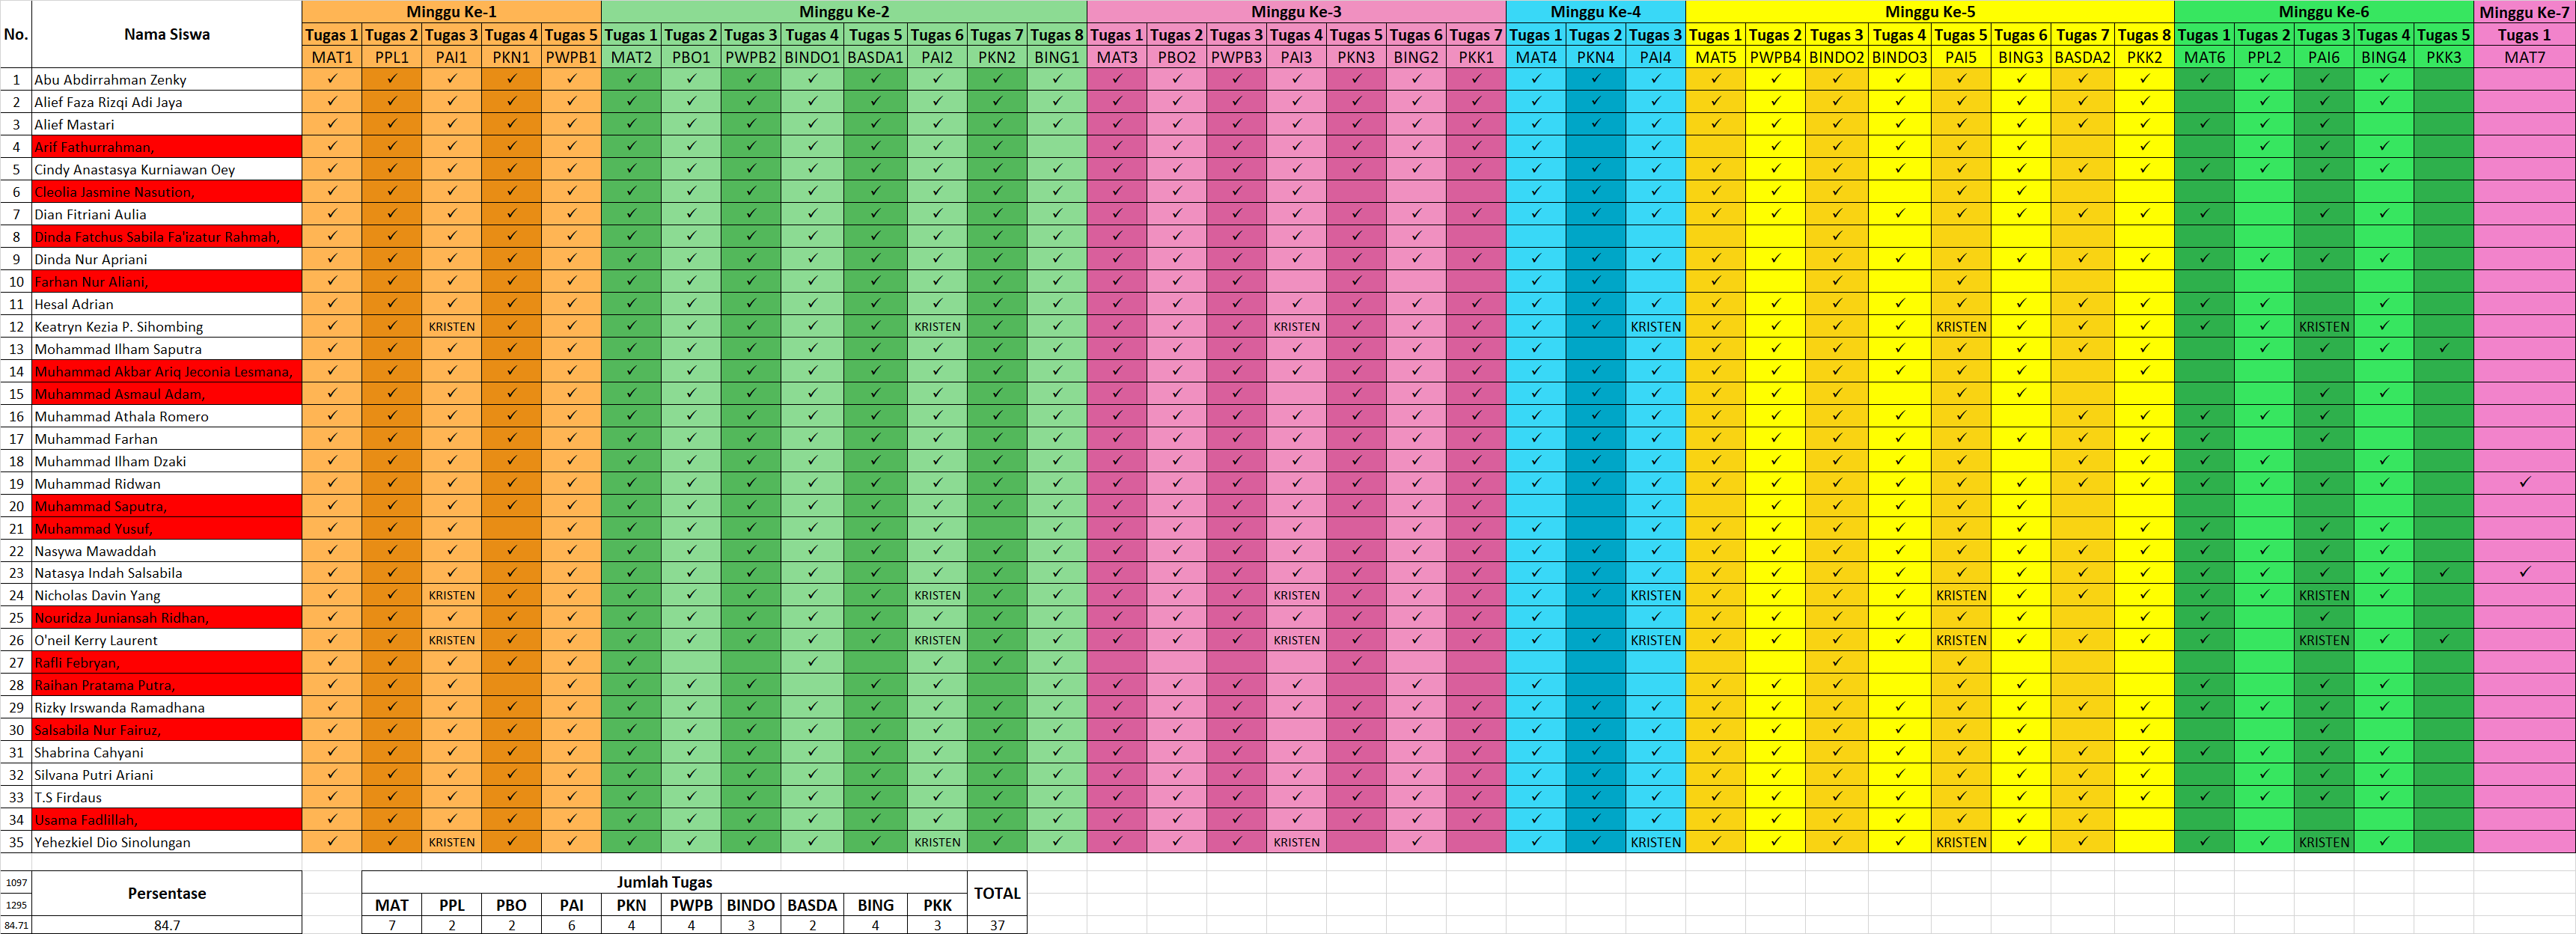 No. Nama Siswa Minggu Ke-1 Minggu Ke-2 Minggu Ke-3 Minggu Ke-4 Minggu Ke-5 Minggu Ke-6 Minggu Ke-7
Tugas 1 Tugas 2 Tugas 3 Tugas 4 Tugas 5 Tugas 1 Tugas 2 Tugas 3 Tugas 4 Tugas 5 Tugas 6 Tugas 7 Tugas 8 Tugas 1 Tugas 2 Tugas 3 Tugas 4 Tugas 5 Tugas 6 Tugas 7 Tugas 1 Tugas 2 Tugas 3 Tugas 1 Tugas 2 Tugas 3 Tugas 4 Tugas 5 Tugas 6 Tugas 7 Tugas 8 Tugas 1 Tugas 2 Tugas 3 Tugas 4 Tugas 5 Tugas 1
MAT1 PPL1 PAI1 PKN1 PWPB1 MAT2 PBO1 PWPB2 BINDO1 BASDA1 PAI2 PKN2 BING1 MAT3 PBO2 PWPB3 PAI3 PKN3 BING2 PKK1 MAT4 PKN4 PAI4 MAT5 PWPB4 BINDO2 BINDO3 PAI5 BING3 BASDA2 PKK2 MAT6 PPL2 PAI6 BING4 PKK3 MAT7
1 Abu Abdirrahman Zenky
2 Alief Faza Rizqi Adi Jaya
3 Alief Mastari
4 Arif Fathurrahman,
5 Cindy Anastasya Kurniawan Oey
6 Cleolia Jasmine Nasution,
7 Dian Fitriani Aulia
8 Dinda Fatchus Sabila Fa'izatur Rahmah,
9 Dinda Nur Apriani
10 Farhan Nur Aliani,
11 Hesal Adrian
12 Keatryn Kezia P. Sihombing KRISTEN KRISTEN KRISTEN KRISTEN KRISTEN KRISTEN
13 Mohammad Ilham Saputra
14 Muhammad Akbar Ariq Jeconia Lesmana,
15 Muhammad Asmaul Adam,
16 Muhammad Athala Romero
17 Muhammad Farhan
18 Muhammad Ilham Dzaki
19 Muhammad Ridwan
20 Muhammad Saputra,
21 Muhammad Yusuf,
22 Nasywa Mawaddah
23 Natasya Indah Salsabila
24 Nicholas Davin Yang KRISTEN KRISTEN KRISTEN KRISTEN KRISTEN KRISTEN
25 Nouridza Juniansah Ridhan,
26 O'neil Kerry Laurent KRISTEN KRISTEN KRISTEN KRISTEN KRISTEN KRISTEN
27 Rafli Febryan,
28 Raihan Pratama Putra,
29 Rizky Irswanda Ramadhana
30 Salsabila Nur Fairuz,
31 Shabrina Cahyani
32 Silvana Putri Ariani
33 T.S Firdaus
34 Usama Fadlillah,
35 Yehezkiel Dio Sinolungan KRISTEN KRISTEN KRISTEN KRISTEN KRISTEN KRISTEN
1097 Persentase Jumlah Tugas TOTAL
1295 MAT PPL PBO PAI PKN PWPB BINDO BASDA BING PKK
84.71 84.7 7 2 2 6 4 4 3 2 4 3 37